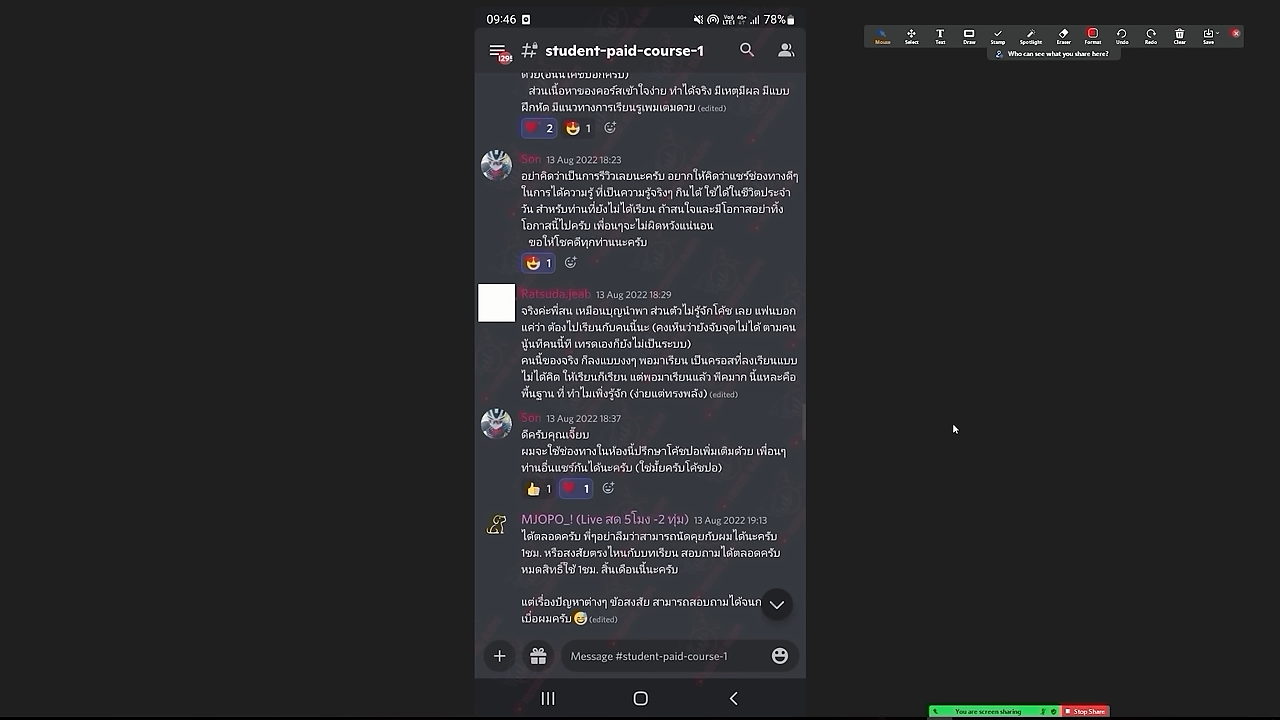 09:46
78%
Mouse Select Text Draw Stamp Spotlight Eraser Format Undo Redo Clear Save
Who can see what you share here?
student-paid-course-1
ส่วนเนื้อหาของคอร์สเข้าใจง่าย ทำได้จริง มีเหตุมีผล มีแบบ
ฝึกหัด มีแนวทางการเรียนรู้เพิ่มเติมด้วย (edited)
2 1
Son 13 Aug 2022 18:23
อย่าคิดว่าเป็นการรีวิวเลยนะครับ อยากให้คิดว่าแชร์ช่องทางดีๆ
ในการได้ความรู้ ที่เป็นความรู้จริงๆ กินได้ ใช้ได้ในชีวิตประจำ
วัน สำหรับท่านที่ยังไม่ได้เรียน ถ้าสนใจและมีโอกาสอย่าทิ้ง
โอกาสนี้ไปครับ เพื่อนๆจะไม่ผิดหวังแน่นอน
ขอให้โชคดีทุกท่านนะครับ
1
Ratsuda.jeab 13 Aug 2022 18:29
จริงค่ะพี่สน เหมือนบุญนำพา ส่วนตัวไม่รู้จักโค้ช เลย แฟนบอก
แค่ว่า ต้องไปเรียนกับคนนี้นะ (คงเห็นว่ายังจับจุดไม่ได้ ตามคน
นู้นทีคนนี้ที เทรดเองก็ยังไม่เป็นระบบ)
คนนี้ของจริง ก็ลงแบบงงๆ พอมาเรียน เป็นครอสที่ลงเรียนแบบ
ไม่ได้คิด ให้เรียนก็เรียน แต่พอมาเรียนแล้ว พีคมาก นี้แหละคือ
พื้นฐาน ที่ ทำไมเพิ่งรู้จัก (ง่ายแต่ทรงพลัง) (edited)
Son 13 Aug 2022 18:37
ดีครับคุณเจี๊ยบ
ผมจะใช้ช่องทางในห้องนี้ปรึกษาโค้ชปอเพิ่มเติมด้วย เพื่อนๆ
ท่านอื่นแชร์กันได้นะครับ (ใช่มั้ยครับโค้ชปอ)
1 1
MJOPO_! (Live สด 5โมง -2 ทุ่ม) 13 Aug 2022 19:13
ได้ตลอดครับ พี่ๆอย่าลืมว่าสามารถนัดคุยกับผมได้นะครับ
1ชม. หรือสงสัยตรงไหนกับบทเรียน สอบถามได้ตลอดครับ
หมดสิทธิ์ใช้ 1ชม. สิ้นเดือนนี้นะครับ
แต่เรื่องปัญหาต่างๆ ข้อสงสัย สามารถสอบถามได้จนก
เบื่อผมครับ (edited)
Message #student-paid-course-1
You are screen sharing Stop Share